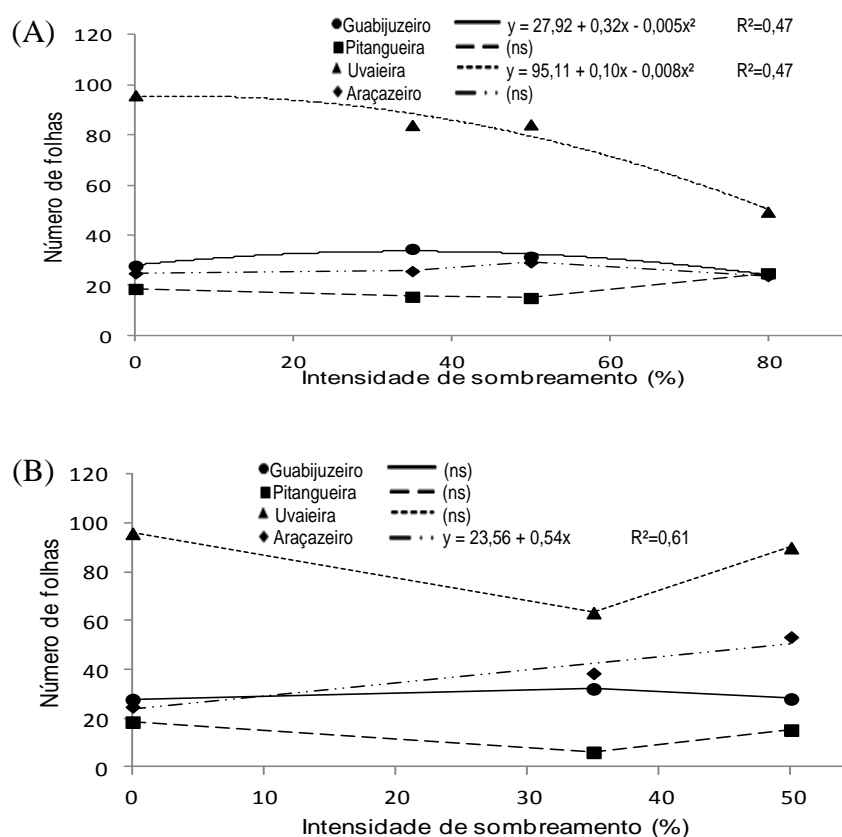 (A)
Guabijuzeiro y = 27,92 + 0,32x - 0,005x² R²=0,47
Pitangueira (ns)
Uvaieira y = 95,11 + 0,10x - 0,008x² R²=0,47
Araçazeiro (ns)
Número de folhas
120
100
80
60
40
20
0
0 20 40 60 80
Intensidade de sombreamento (%)
(B)
Guabijuzeiro (ns)
Pitangueira (ns)
Uvaieira (ns)
Araçazeiro y = 23,56 + 0,54x R²=0,61
Número de folhas
120
100
80
60
40
20
0
0 10 20 30 40 50
Intensidade de sombreamento (%)